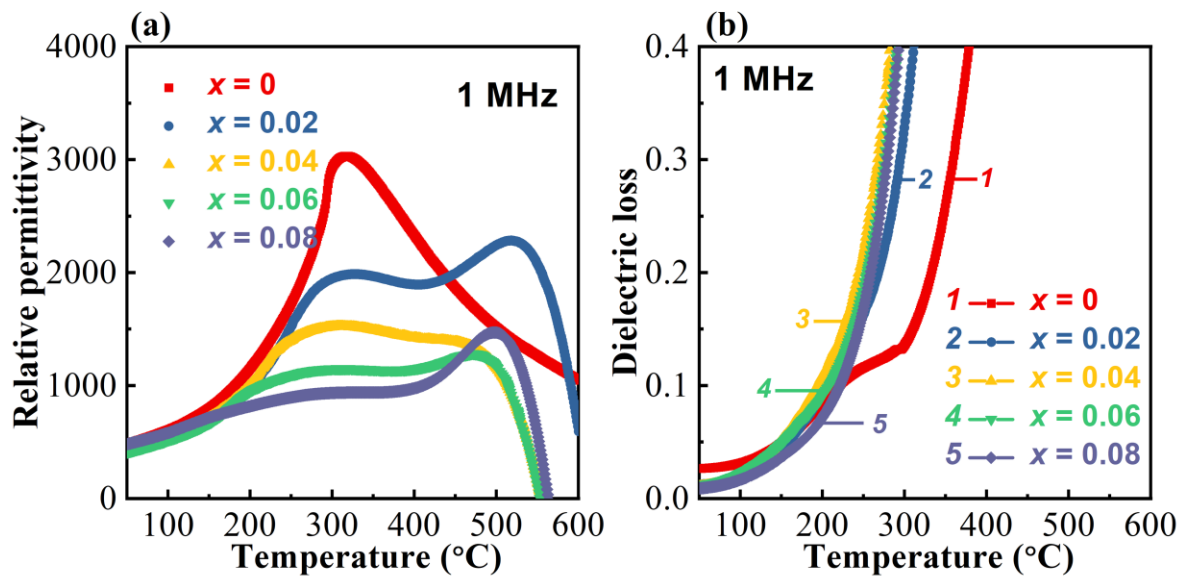 (a)
Relative permittivity
4000
3000
2000
1000
0
x = 0
x = 0.02
x = 0.04
x = 0.06
x = 0.08
1 MHz
100 200 300 400 500 600
Temperature (°C)
(b)
Dielectric loss
0.4
0.3
0.2
0.1
0.0
1 MHz
3
4
5
2
1
1 x = 0
2 x = 0.02
3 x = 0.04
4 x = 0.06
5 x = 0.08
100 200 300 400 500 600
Temperature (°C)